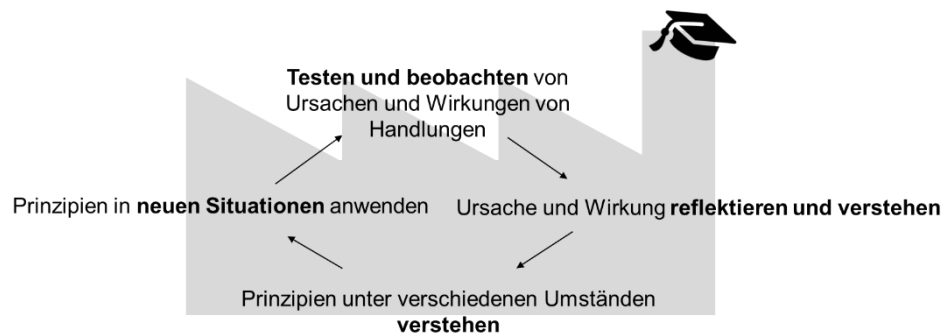 Testen und beobachten von
Ursachen und Wirkungen von
Handlungen
Prinzipien in neuen Situationen anwenden
Ursache und Wirkung reflektieren und verstehen
Prinzipien unter verschiedenen Umständen
verstehen